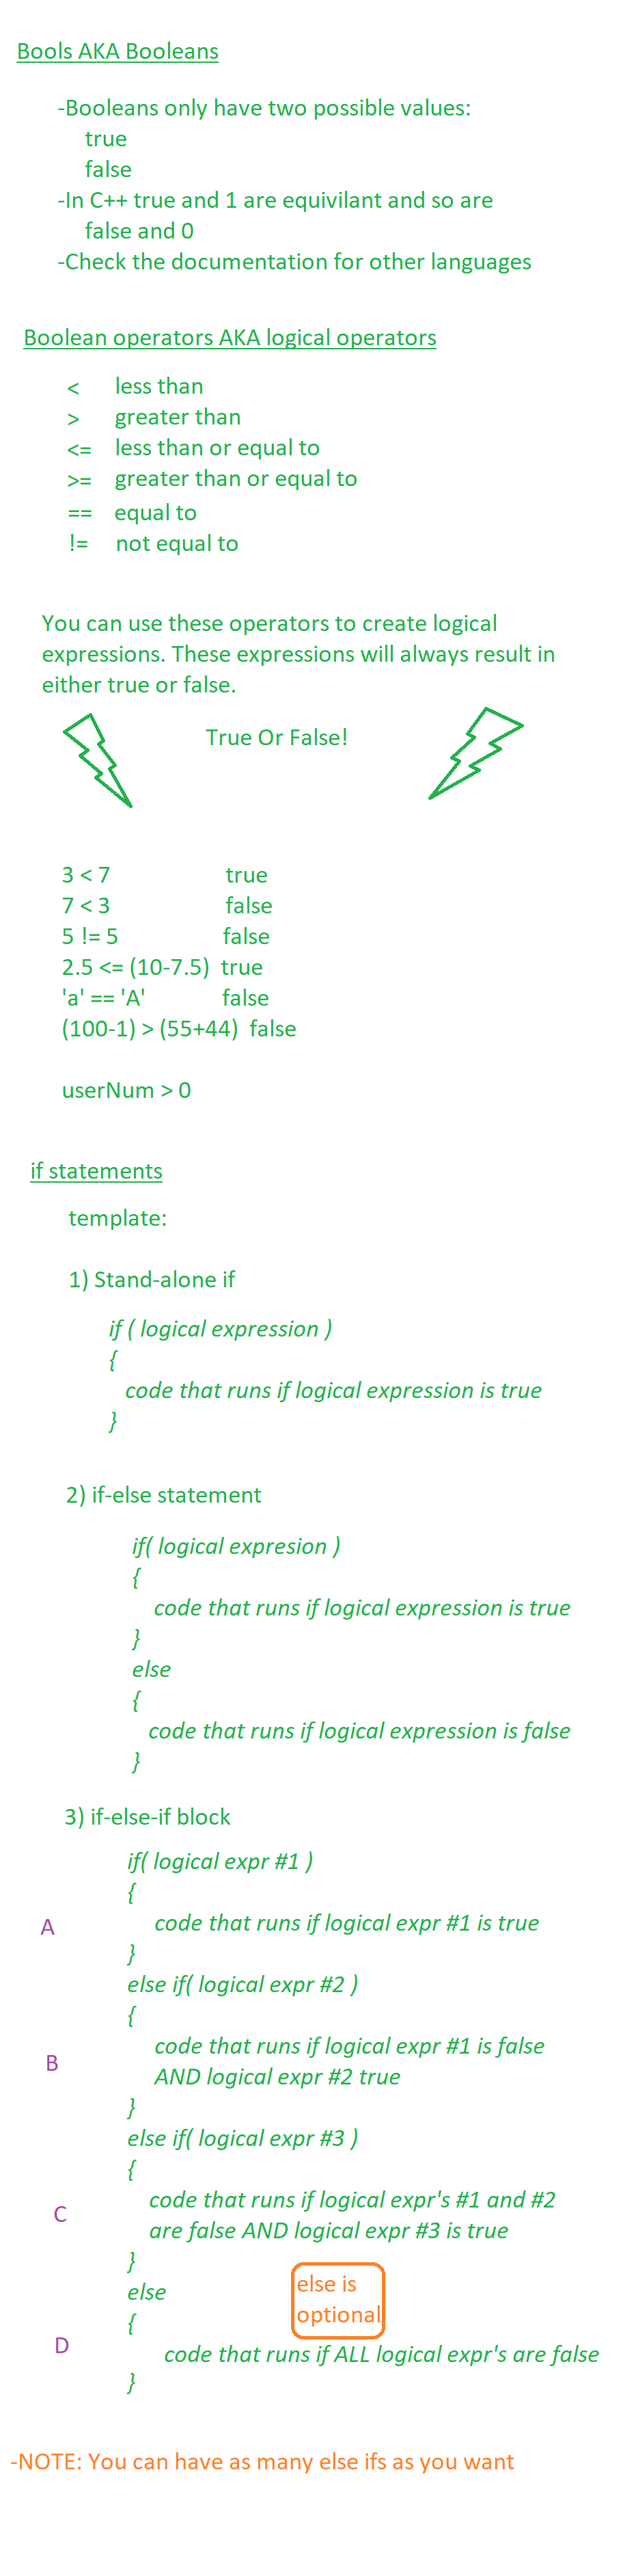 Bools AKA Booleans
-Booleans only have two possible values:
true
false
-In C++ true and 1 are equivilant and so are
false and 0
-Check the documentation for other languages
Boolean operators AKA logical operators
< less than
> greater than
<= less than or equal to
>= greater than or equal to
== equal to
!= not equal to
You can use these operators to create logical
expressions. These expressions will always result in
either true or false.
True Or False!
3 < 7 true
7 < 3 false
5 != 5 false
2.5 <= (10-7.5) true
'a' == 'A' false
(100-1) > (55+44) false
userNum > 0
if statements
template:
1) Stand-alone if
if ( logical expression )
{
code that runs if logical expression is true
}
2) if-else statement
if( logical expresion )
{
code that runs if logical expression is true
}
else
{
code that runs if logical expression is false
}
3) if-else-if block
if( logical expr #1 )
{
A code that runs if logical expr #1 is true
}
else if( logical expr #2 )
{
code that runs if logical expr #1 is false
B AND logical expr #2 true
}
else if( logical expr #3 )
{
code that runs if logical expr's #1 and #2
C are false AND logical expr #3 is true
}
else
else is
optional
{
D code that runs if ALL logical expr's are false
}
-NOTE: You can have as many else ifs as you want